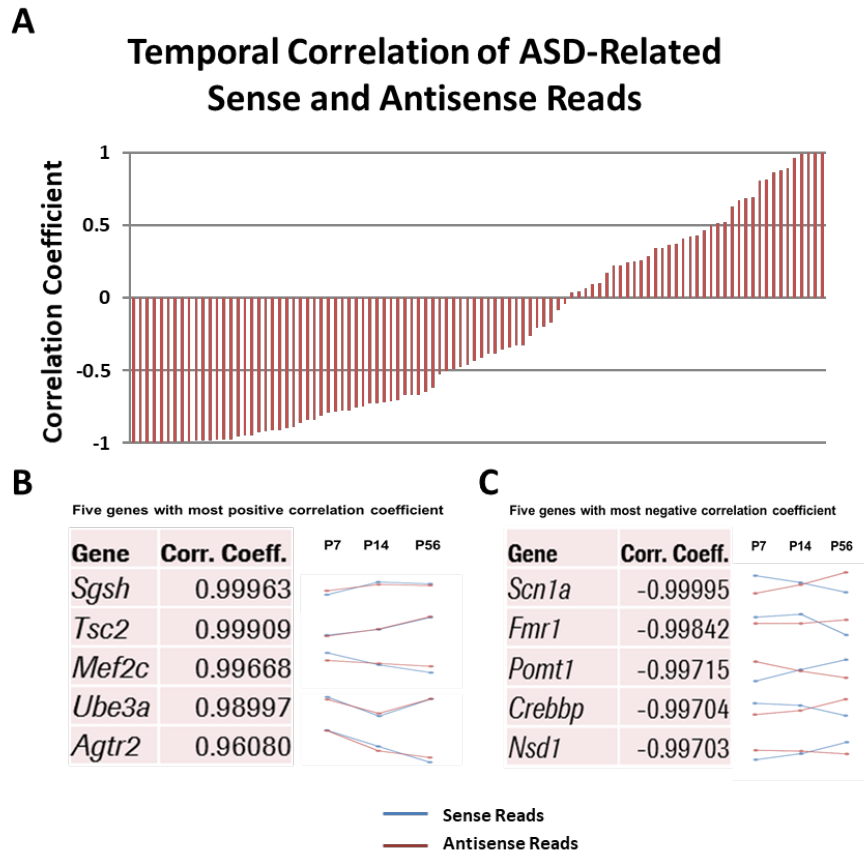 A
Temporal Correlation of ASD-Related
Sense and Antisense Reads
Correlation Coefficient
1
0.5
0
-0.5
-1
B
Five genes with most positive correlation coefficient
Gene Corr. Coeff. P7 P14 P56
Sgsh 0.99963
Tsc2 0.99909
Mef2c 0.99668
Ube3a 0.98997
Agtr2 0.96080
C
Five genes with most negative correlation coefficient
Gene Corr. Coeff. P7 P14 P56
Scn1a -0.99995
Fmr1 -0.99842
Pomt1 -0.99715
Crebbp -0.99704
Nsd1 -0.99703
Sense Reads
Antisense Reads